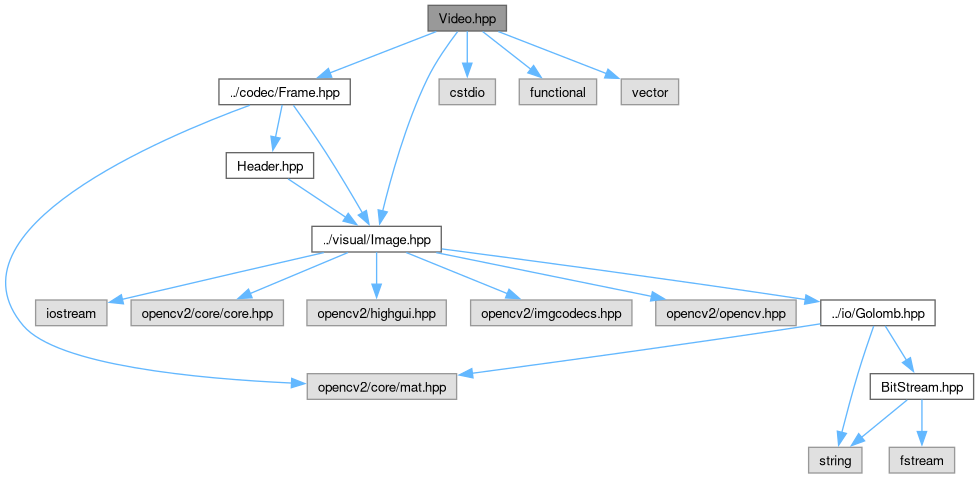 Video.hpp
../codec/Frame.hpp
cstdio
functional
vector
Header.hpp
../visual/Image.hpp
iostream
opencv2/core/core.hpp
opencv2/highgui.hpp
opencv2/imgcodecs.hpp
opencv2/opencv.hpp
../io/Golomb.hpp
opencv2/core/mat.hpp
BitStream.hpp
string
fstream